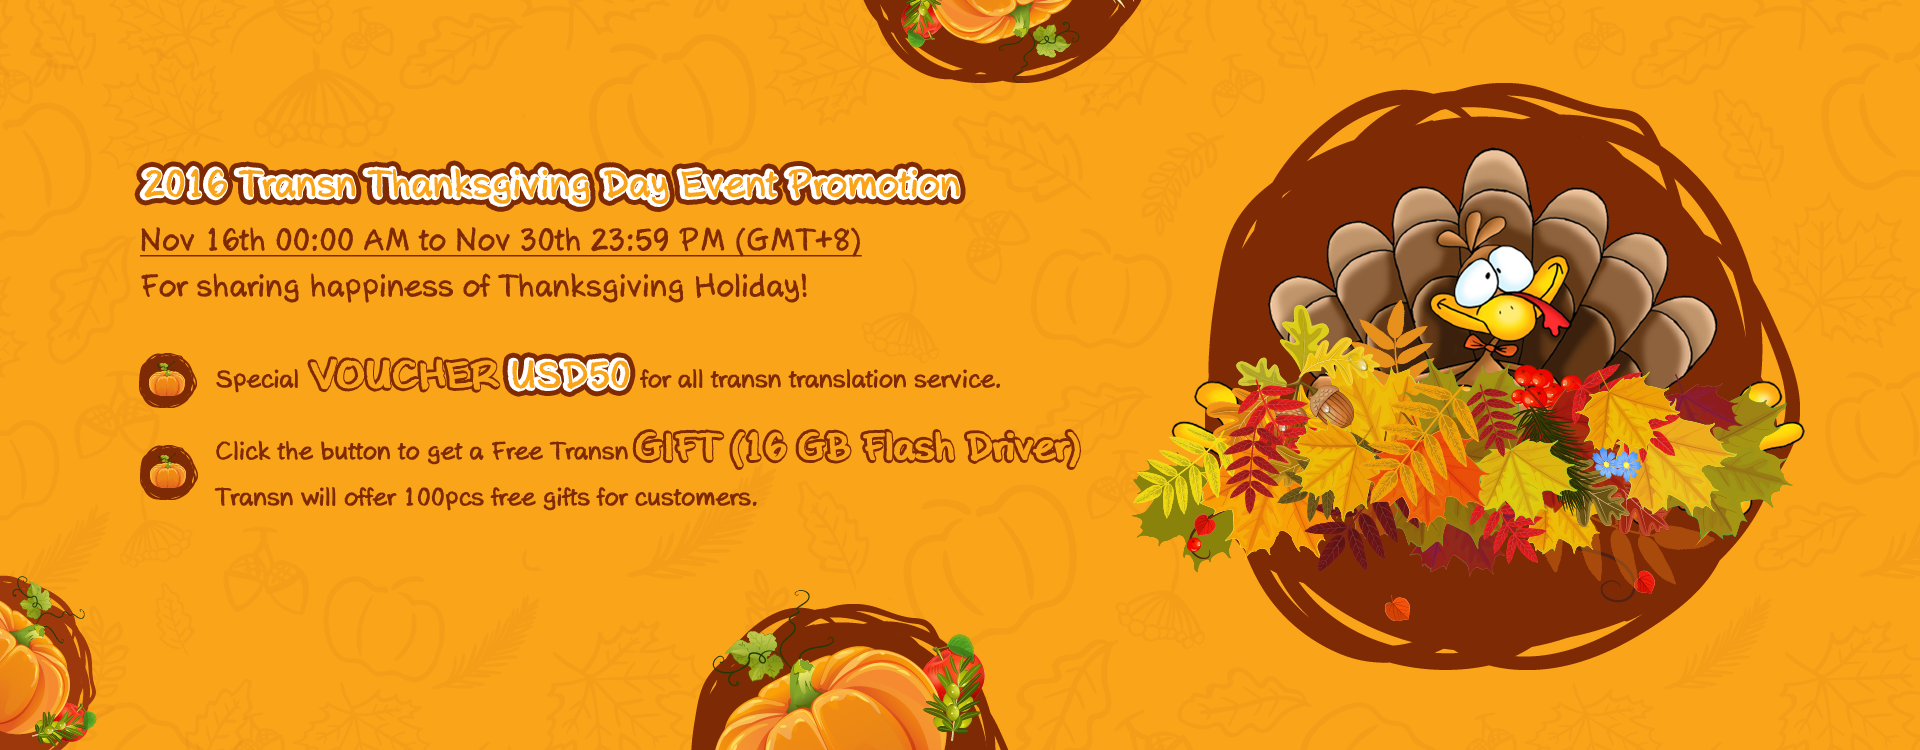 2016 Transn Thanksgiving Day Event Promotion
Nov 16th 00:00 AM to Nov 30th 23:59 PM (GMT+8)
For sharing happiness of Thanksgiving Holiday!
Special VOUCHER USD50 for all transn translation service.
Click the button to get a Free Transn GIFT (16 GB Flash Driver)
Transn will offer 100pcs free gifts for customers.